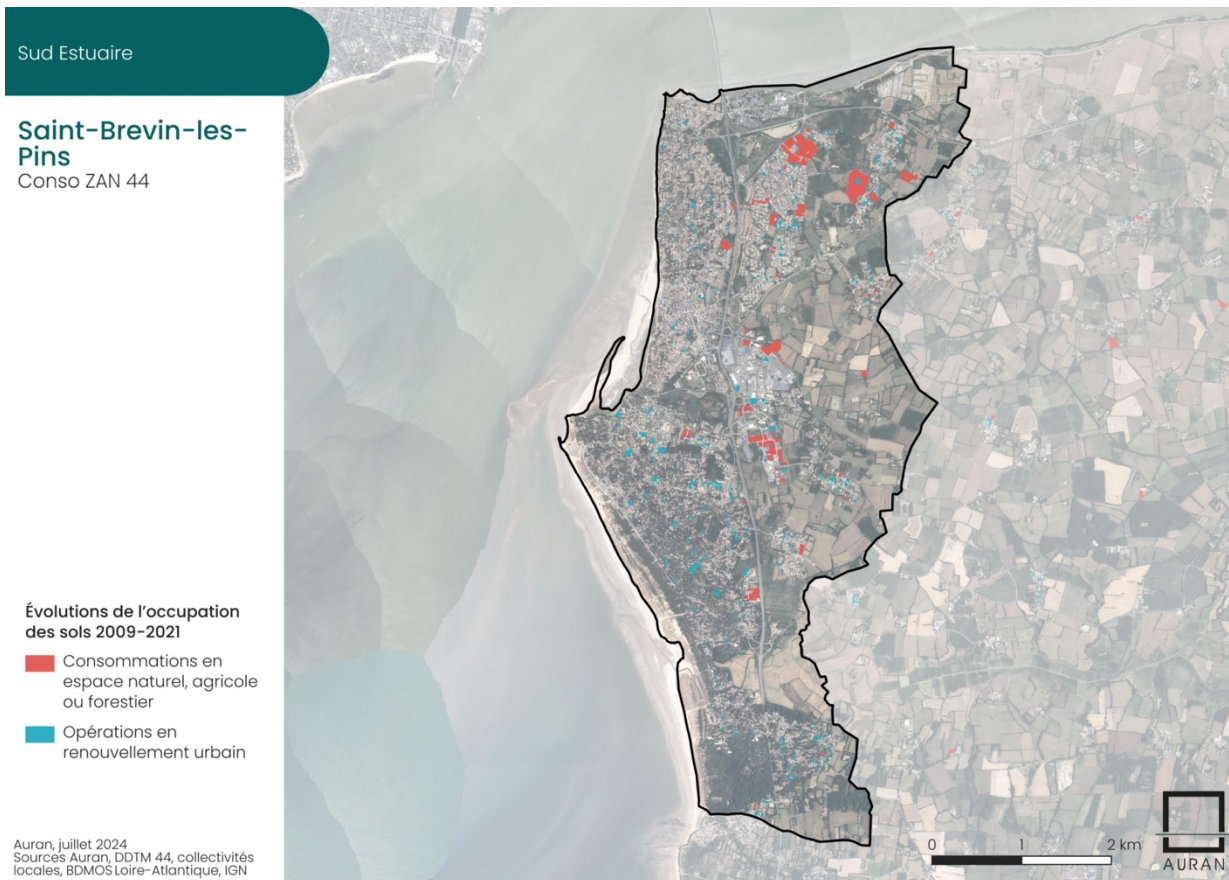 Sud Estuaire
Saint-Brevin-les-
Pins
Conso ZAN 44
Évolutions de l'occupation
des sols 2009-2021
Consommations en
espace naturel, agricole
ou forestier
Opérations en
renouvellement urbain
Auran, juillet 2024
Sources Auran, DDTM 44, collectivités
locales, BDMOS Loire-Atlantique, IGN
0 1 2 km
AURAN